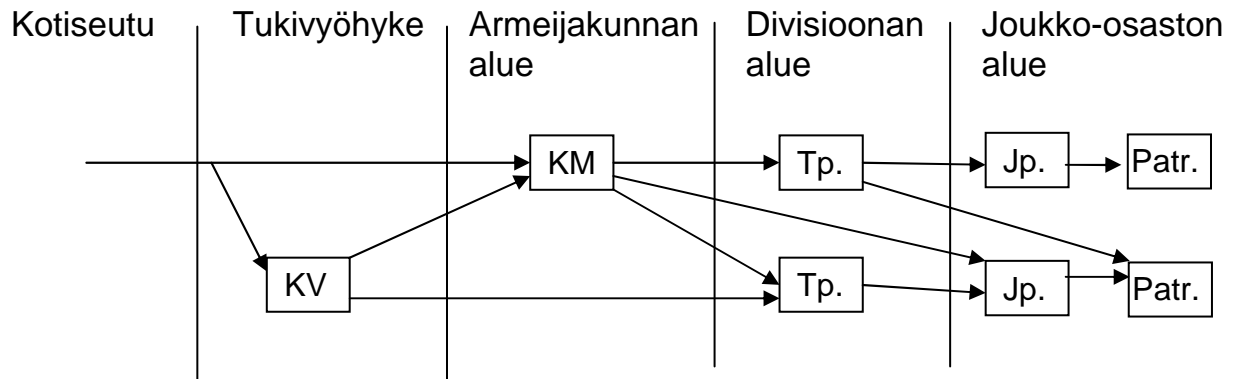 Kotiseutu
Tukivyöhyke
Armeijakunnan
alue
Divisioonan
alue
Joukko-osaston
alue
KM
Tp.
Jp.
Patr.
KV
Tp.
Jp.
Patr.